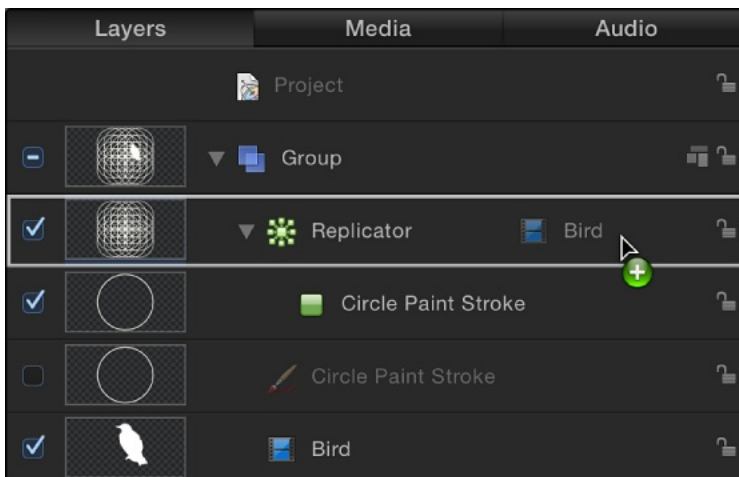 Layers Media Audio
Project
Group
Replicator Bird
Circle Paint Stroke
Circle Paint Stroke
Bird